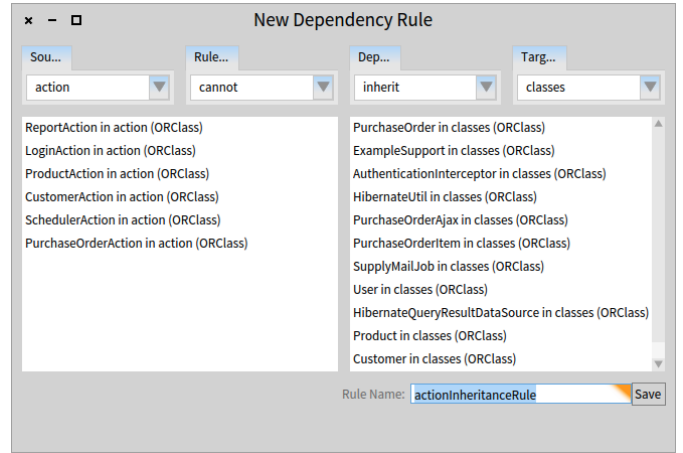 New Dependency Rule
Sou... Rule... Dep... Targ...
action cannot inherit classes
ReportAction in action (ORClass)
LoginAction in action (ORClass)
ProductAction in action (ORClass)
CustomerAction in action (ORClass)
SchedulerAction in action (ORClass)
PurchaseOrderAction in action (ORClass)
PurchaseOrder in classes (ORClass)
ExampleSupport in classes (ORClass)
AuthenticationInterceptor in classes (ORClass)
HibernateUtil in classes (ORClass)
PurchaseOrderAjax in classes (ORClass)
PurchaseOrderItem in classes (ORClass)
SupplyMailJob in classes (ORClass)
User in classes (ORClass)
HibernateQueryResultDataSource in classes (ORClass)
Product in classes (ORClass)
Customer in classes (ORClass)
Rule Name: actionInheritanceRule Save